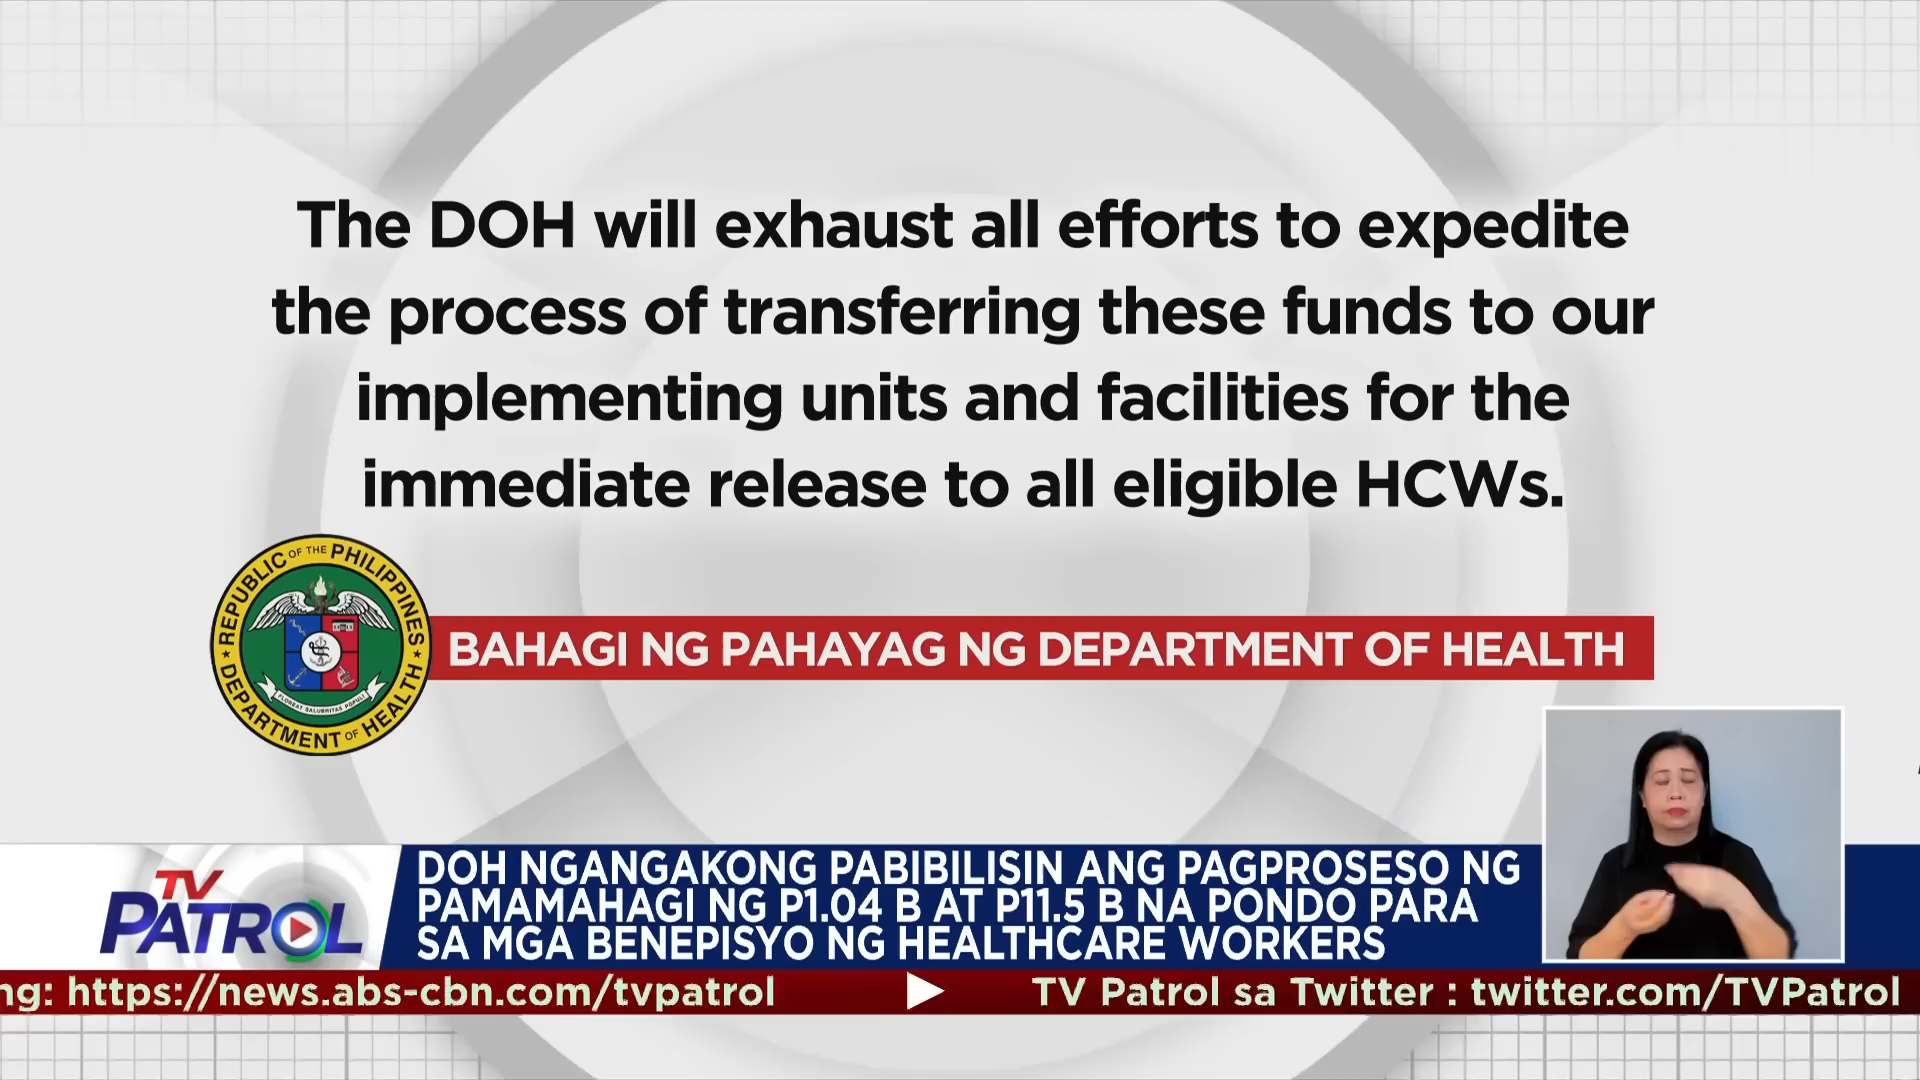 The DOH will exhaust all efforts to expedite
the process of transferring these funds to our
implementing units and facilities for the
immediate release to all eligible HCWs.
REPUBLIC OF THE PHILIPPINES
DEPARTMENT OF HEALTH
FLOREAT SALUBRITAS POPULI
BAHAGI NG PAHAYAG NG DEPARTMENT OF HEALTH
TV PATROL
DOH NGANGAKONG PABIBILISIN ANG PAGPROSESO NG
PAMAMAHAGI NG P1.04 B AT P11.5 B NA PONDO PARA
SA MGA BENEPISYO NG HEALTHCARE WORKERS
ng: https://news.abs-cbn.com/tvpatrol TV Patrol sa Twitter : twitter.com/TVPatrol